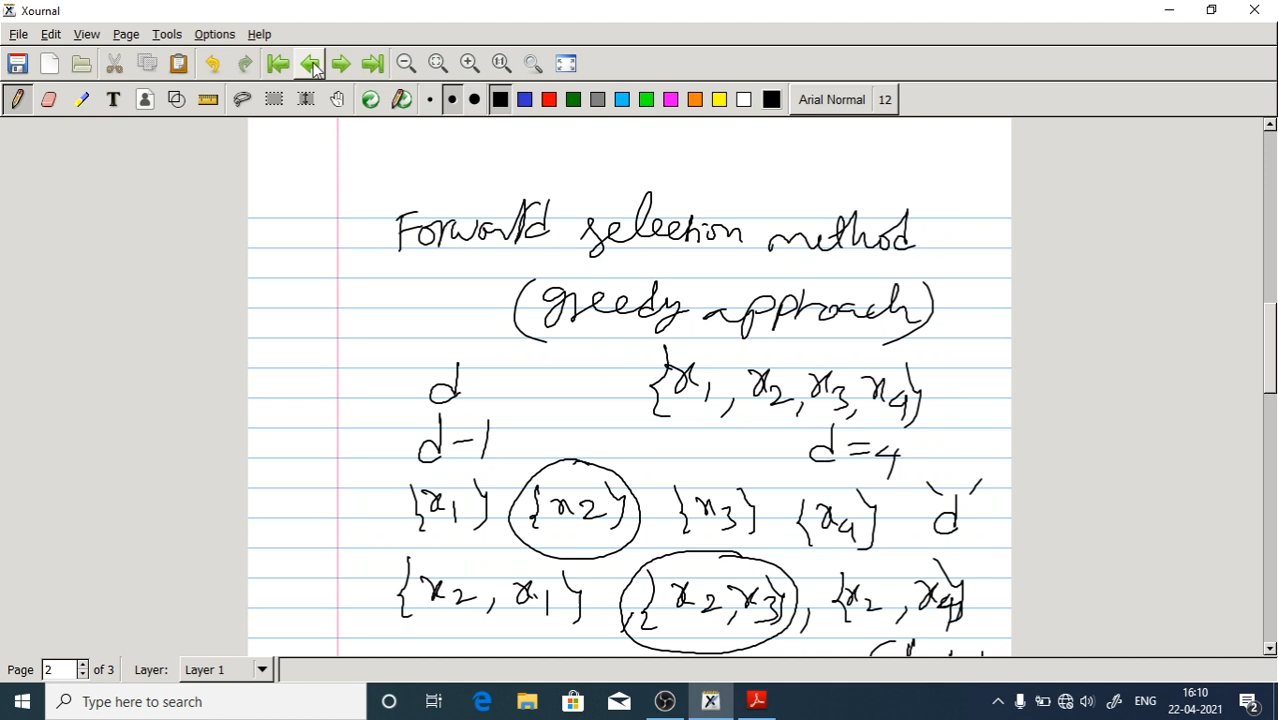 Xournal
File Edit View Page Tools Options Help
Arial Normal 12
Forward selection method
(greedy approach)
d {x1, x2, x3, x4}
d-1 d=4
{x1} {x2} {x3} {x4} `d'
{x2, x1} {x2, x3}, {x2, x4}
Page 2 of 3 Layer: Layer 1
Type here to search
ENG
16:10
22-04-2021
2